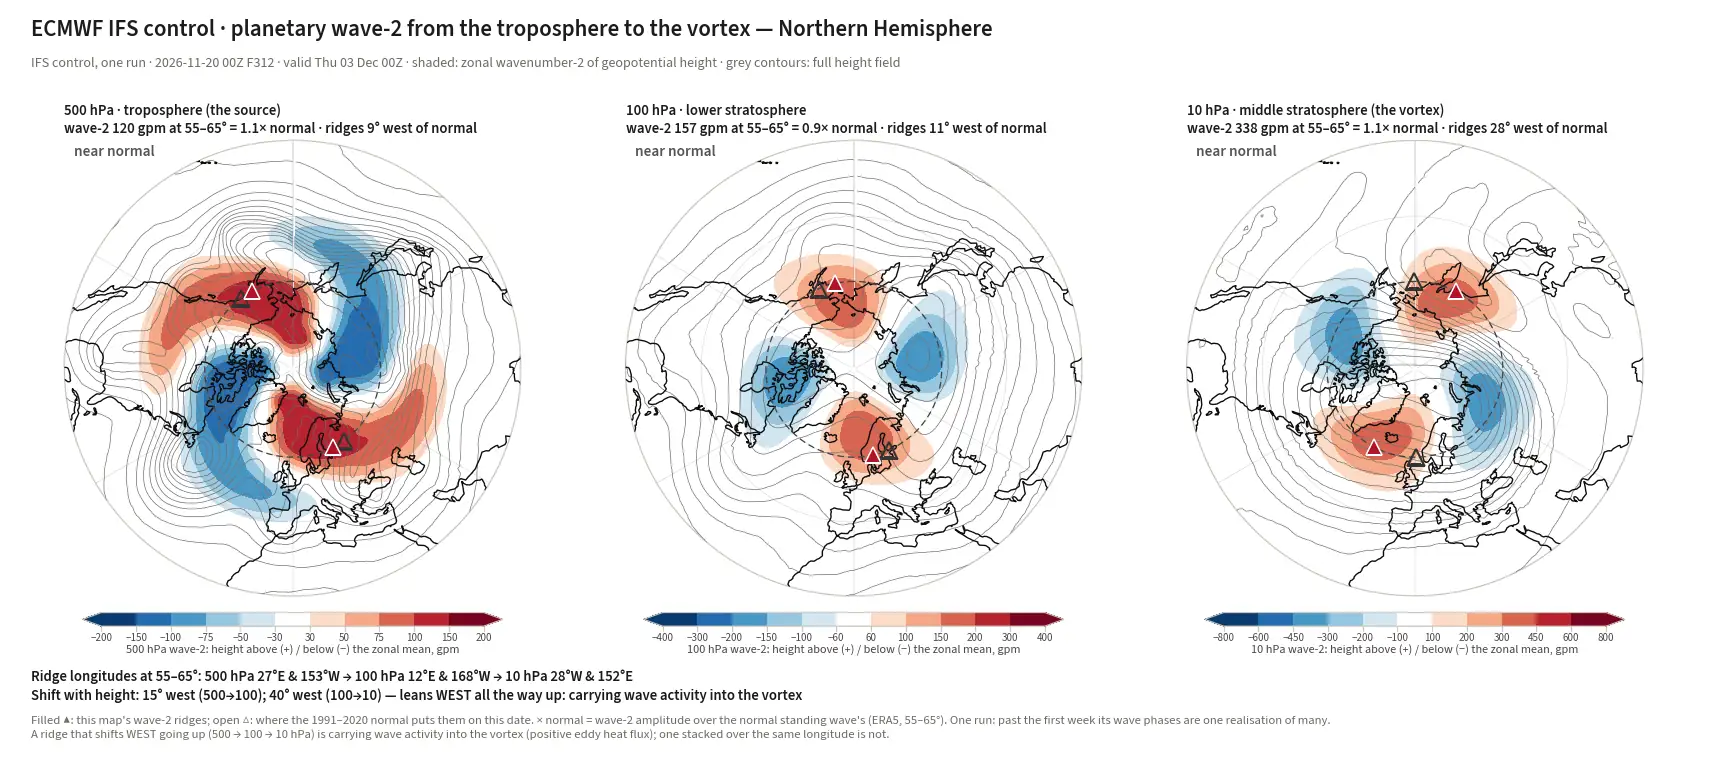 ECMWF IFS control · planetary wave-2 from the troposphere to the vortex — Northern Hemisphere
IFS control, one run · 2026-11-20 00Z F312 · valid Thu 03 Dec 00Z · shaded: zonal wavenumber-2 of geopotential height · grey contours: full height field
500 hPa · troposphere (the source)
wave-2 120 gpm at 55–65° = 1.1× normal · ridges 9° west of normal
near normal
100 hPa · lower stratosphere
wave-2 157 gpm at 55–65° = 0.9× normal · ridges 11° west of normal
near normal
10 hPa · middle stratosphere (the vortex)
wave-2 338 gpm at 55–65° = 1.1× normal · ridges 28° west of normal
near normal
−200 −150 −100 −75 −50 −30 30 50 75 100 150 200
500 hPa wave-2: height above (+) / below (−) the zonal mean, gpm
−400 −300 −200 −150 −100 −60 60 100 150 200 300 400
100 hPa wave-2: height above (+) / below (−) the zonal mean, gpm
−800 −600 −450 −300 −200 −100 100 200 300 450 600 800
10 hPa wave-2: height above (+) / below (−) the zonal mean, gpm
Ridge longitudes at 55–65°: 500 hPa 27°E & 153°W → 100 hPa 12°E & 168°W → 10 hPa 28°W & 152°E
Shift with height: 15° west (500→100); 40° west (100→10) — leans WEST all the way up: carrying wave activity into the vortex
Filled ▲: this map's wave-2 ridges; open △: where the 1991–2020 normal puts them on this date. × normal = wave-2 amplitude over the normal standing wave's (ERA5, 55–65°). One run: past the first week its wave phases are one realisation of many.
A ridge that shifts WEST going up (500 → 100 → 10 hPa) is carrying wave activity into the vortex (positive eddy heat flux); one stacked over the same longitude is not.